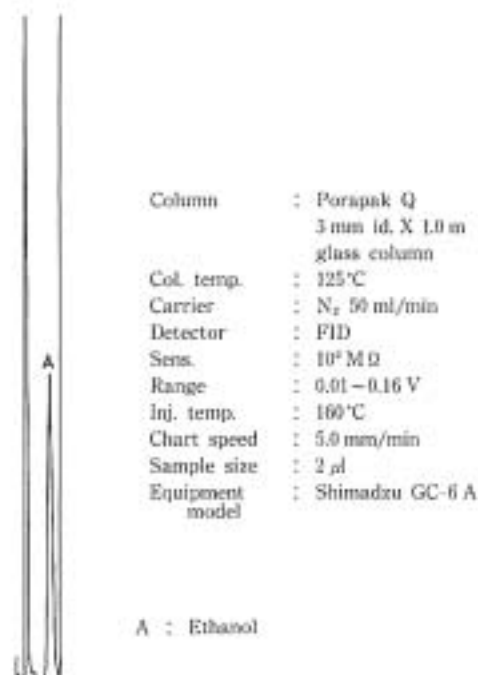 A
Column : Porapak Q
3 mm id. X 1.0 m
glass column
Col. temp. : 125℃
Carrier : N₂ 50 ml/min
Detector : FID
Sens. : 10² M Ω
Range : 0.01 – 0.16 V
Inj. temp. : 160℃
Chart speed : 5.0 mm/min
Sample size : 2 μl
Equipment model : Shimadzu GC-6 A
A : Ethanol